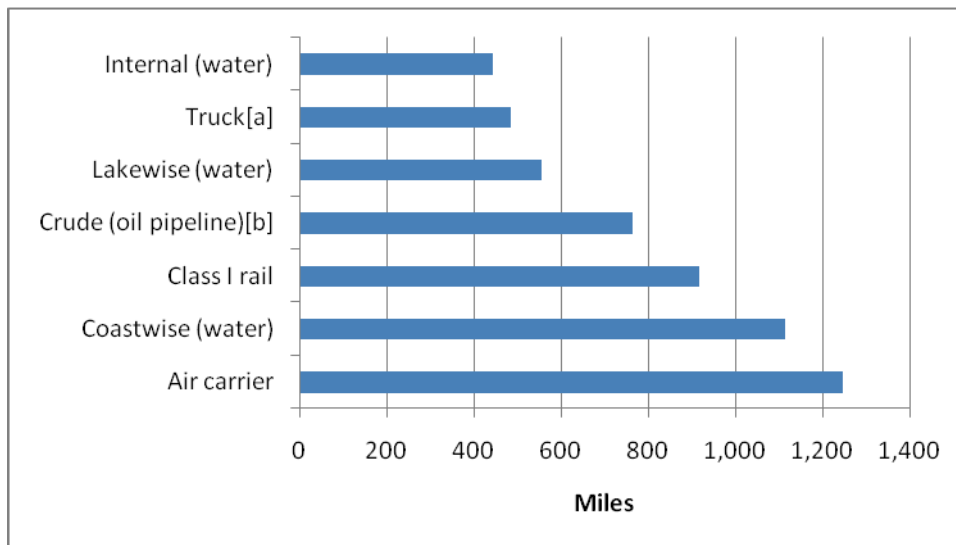 Internal (water)
Truck[a]
Lakewise (water)
Crude (oil pipeline)[b]
Class I rail
Coastwise (water)
Air carrier
0 200 400 600 800 1,000 1,200 1,400
Miles